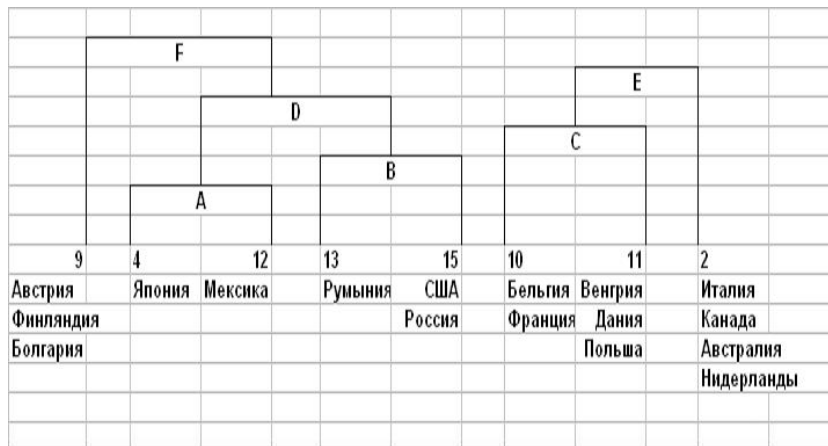 F
E
D
C
B
A
9 4 12 13 15 10 11 2
Австрия Япония Мексика Румыния США Бельгия Венгрия Италия
Финляндия Россия Франция Дания Канада
Болгария Польша Австралия
Нидерланды